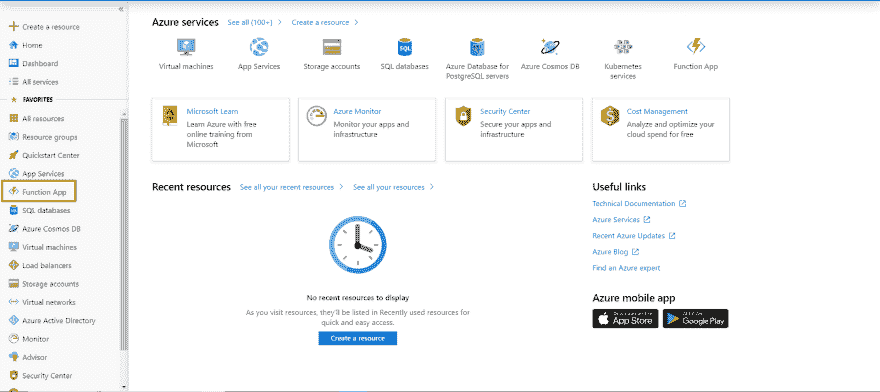 Create a resource
Home
Dashboard
All services
FAVORITES
All resources
Resource groups
Quickstart Center
App Services
Function App
SQL databases
Azure Cosmos DB
Virtual machines
Load balancers
Storage accounts
Virtual networks
Azure Active Directory
Monitor
Advisor
Security Center
Azure services
See all (100+)
Create a resource
Virtual machines
App Services
Storage accounts
SQL
SQL databases
Azure Database for
PostgreSQL servers
Azure Cosmos DB
Kubernetes
services
Function App
Microsoft Learn
Learn Azure with free
online training from
Microsoft.
Azure Monitor
Monitor your apps and
infrastructure
Security Center
Secure your apps and
infrastructure
Cost Management
Analyze and optimize your
cloud spend for free
Recent resources
See all your recent resources
See all your resources
No recent resources to display
As you visit resources, they'll be listed in Recently used resources for
quick and easy access.
Create a resource
Useful links
Technical Documentation
Azure Services
Recent Azure Updates
Azure Blog
Find an Azure expert
Azure mobile app
App Store
Google Play